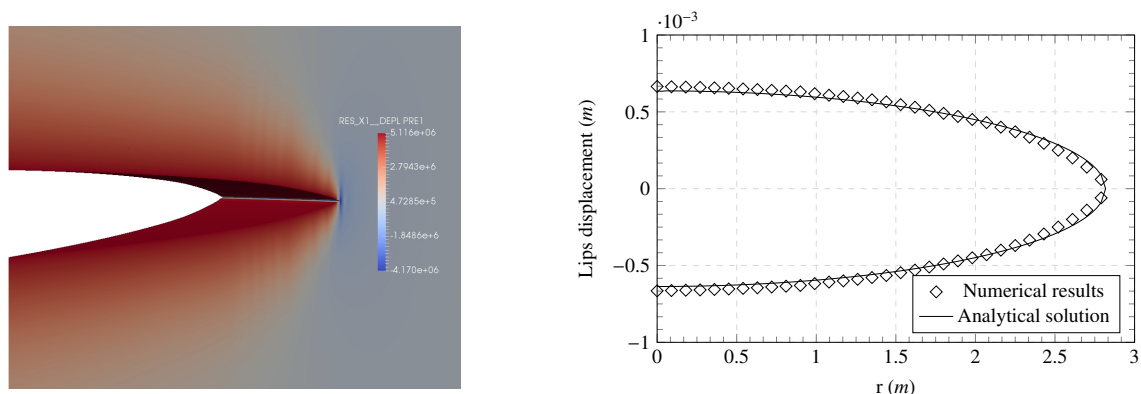 RES_X1__DEPL PRE1
5.116e+06
2.7943e+6
4.7285e+5
-1.8486e+6
-4.170e+06
·10−3
1
0.5
0
−0.5
−1
Lips displacement (m)
Numerical results
Analytical solution
0 0.5 1 1.5 2 2.5 3
r (m)